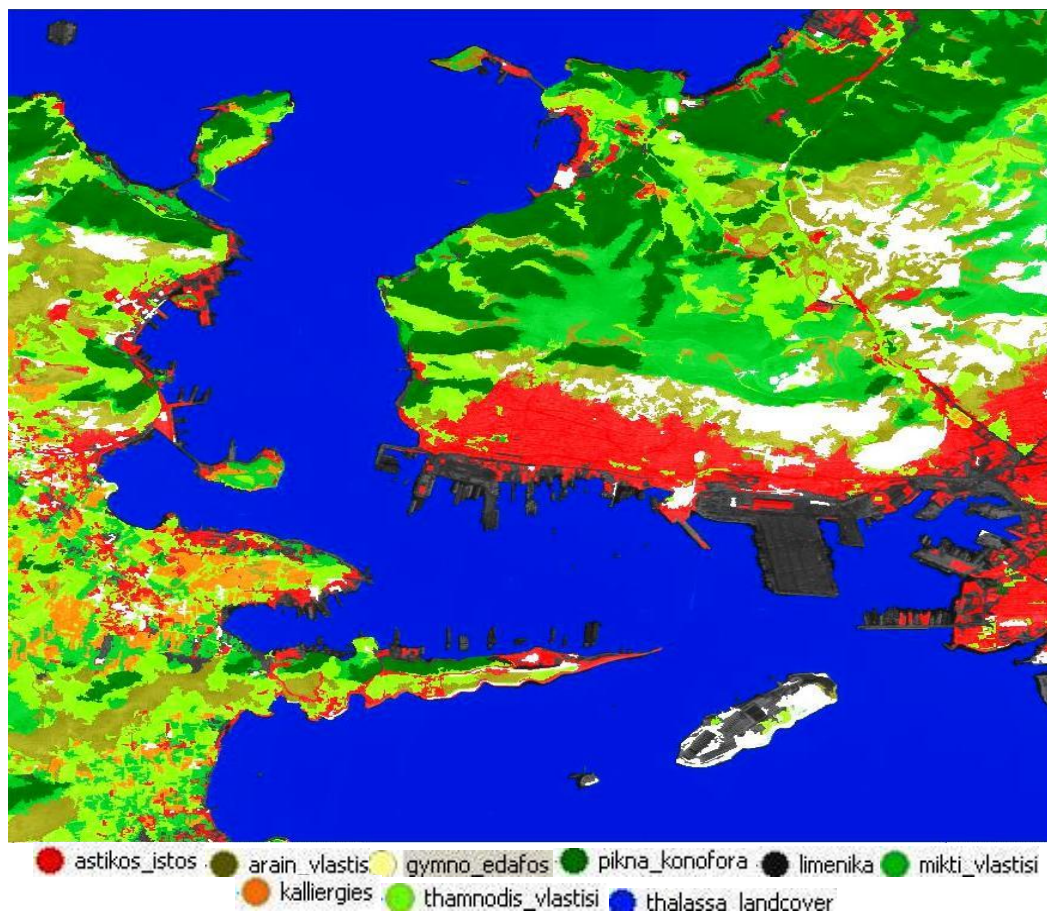 astikos_istos arain_vlastis gymno_edafos pikna_konofora limenika mikti_vlastisi
kalliergies thamnodis_vlastisi thalassa_landcover